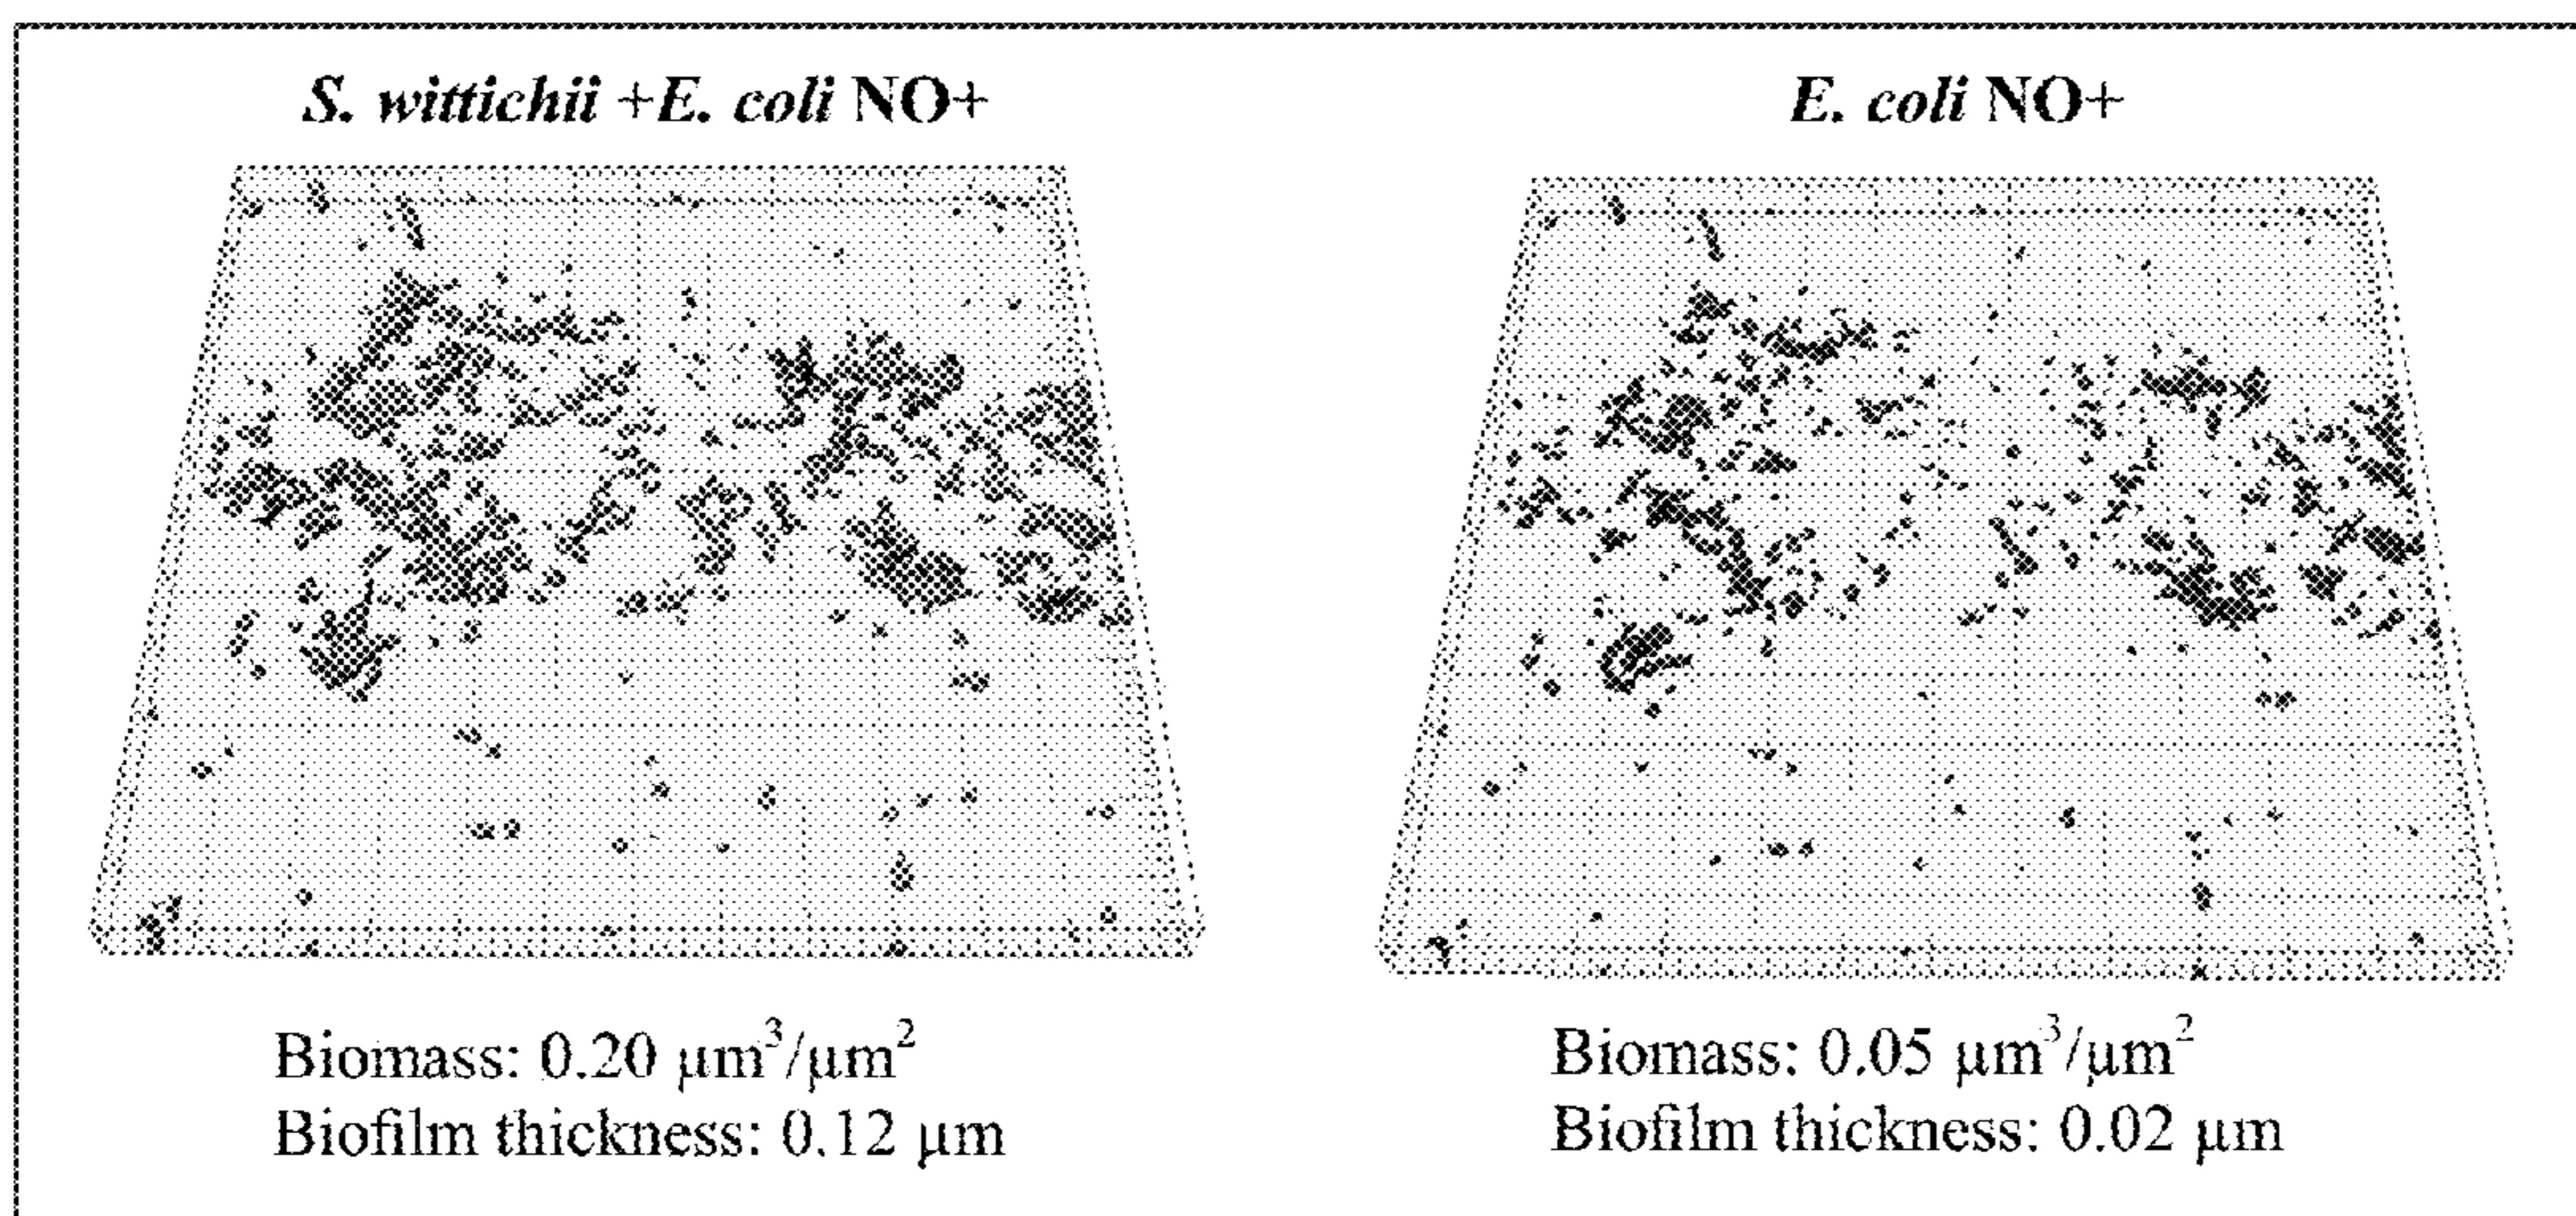 S. wittichii +E. coli NO+
E. coli NO+
Biomass: 0.20 µm³/µm²
Biofilm thickness: 0.12 µm
Biomass: 0.05 µm³/µm²
Biofilm thickness: 0.02 µm